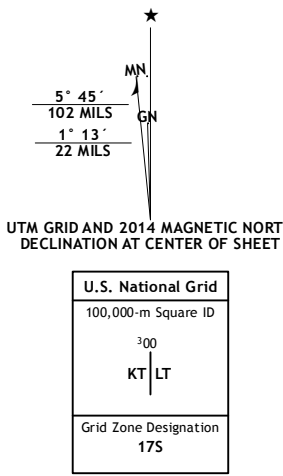 MN
5° 45´
102 MILS
GN
1° 13´
22 MILS
UTM GRID AND 2014 MAGNETIC NORT
DECLINATION AT CENTER OF SHEET
U.S. National Grid
100,000-m Square ID
³00
KT LT
Grid Zone Designation
17S